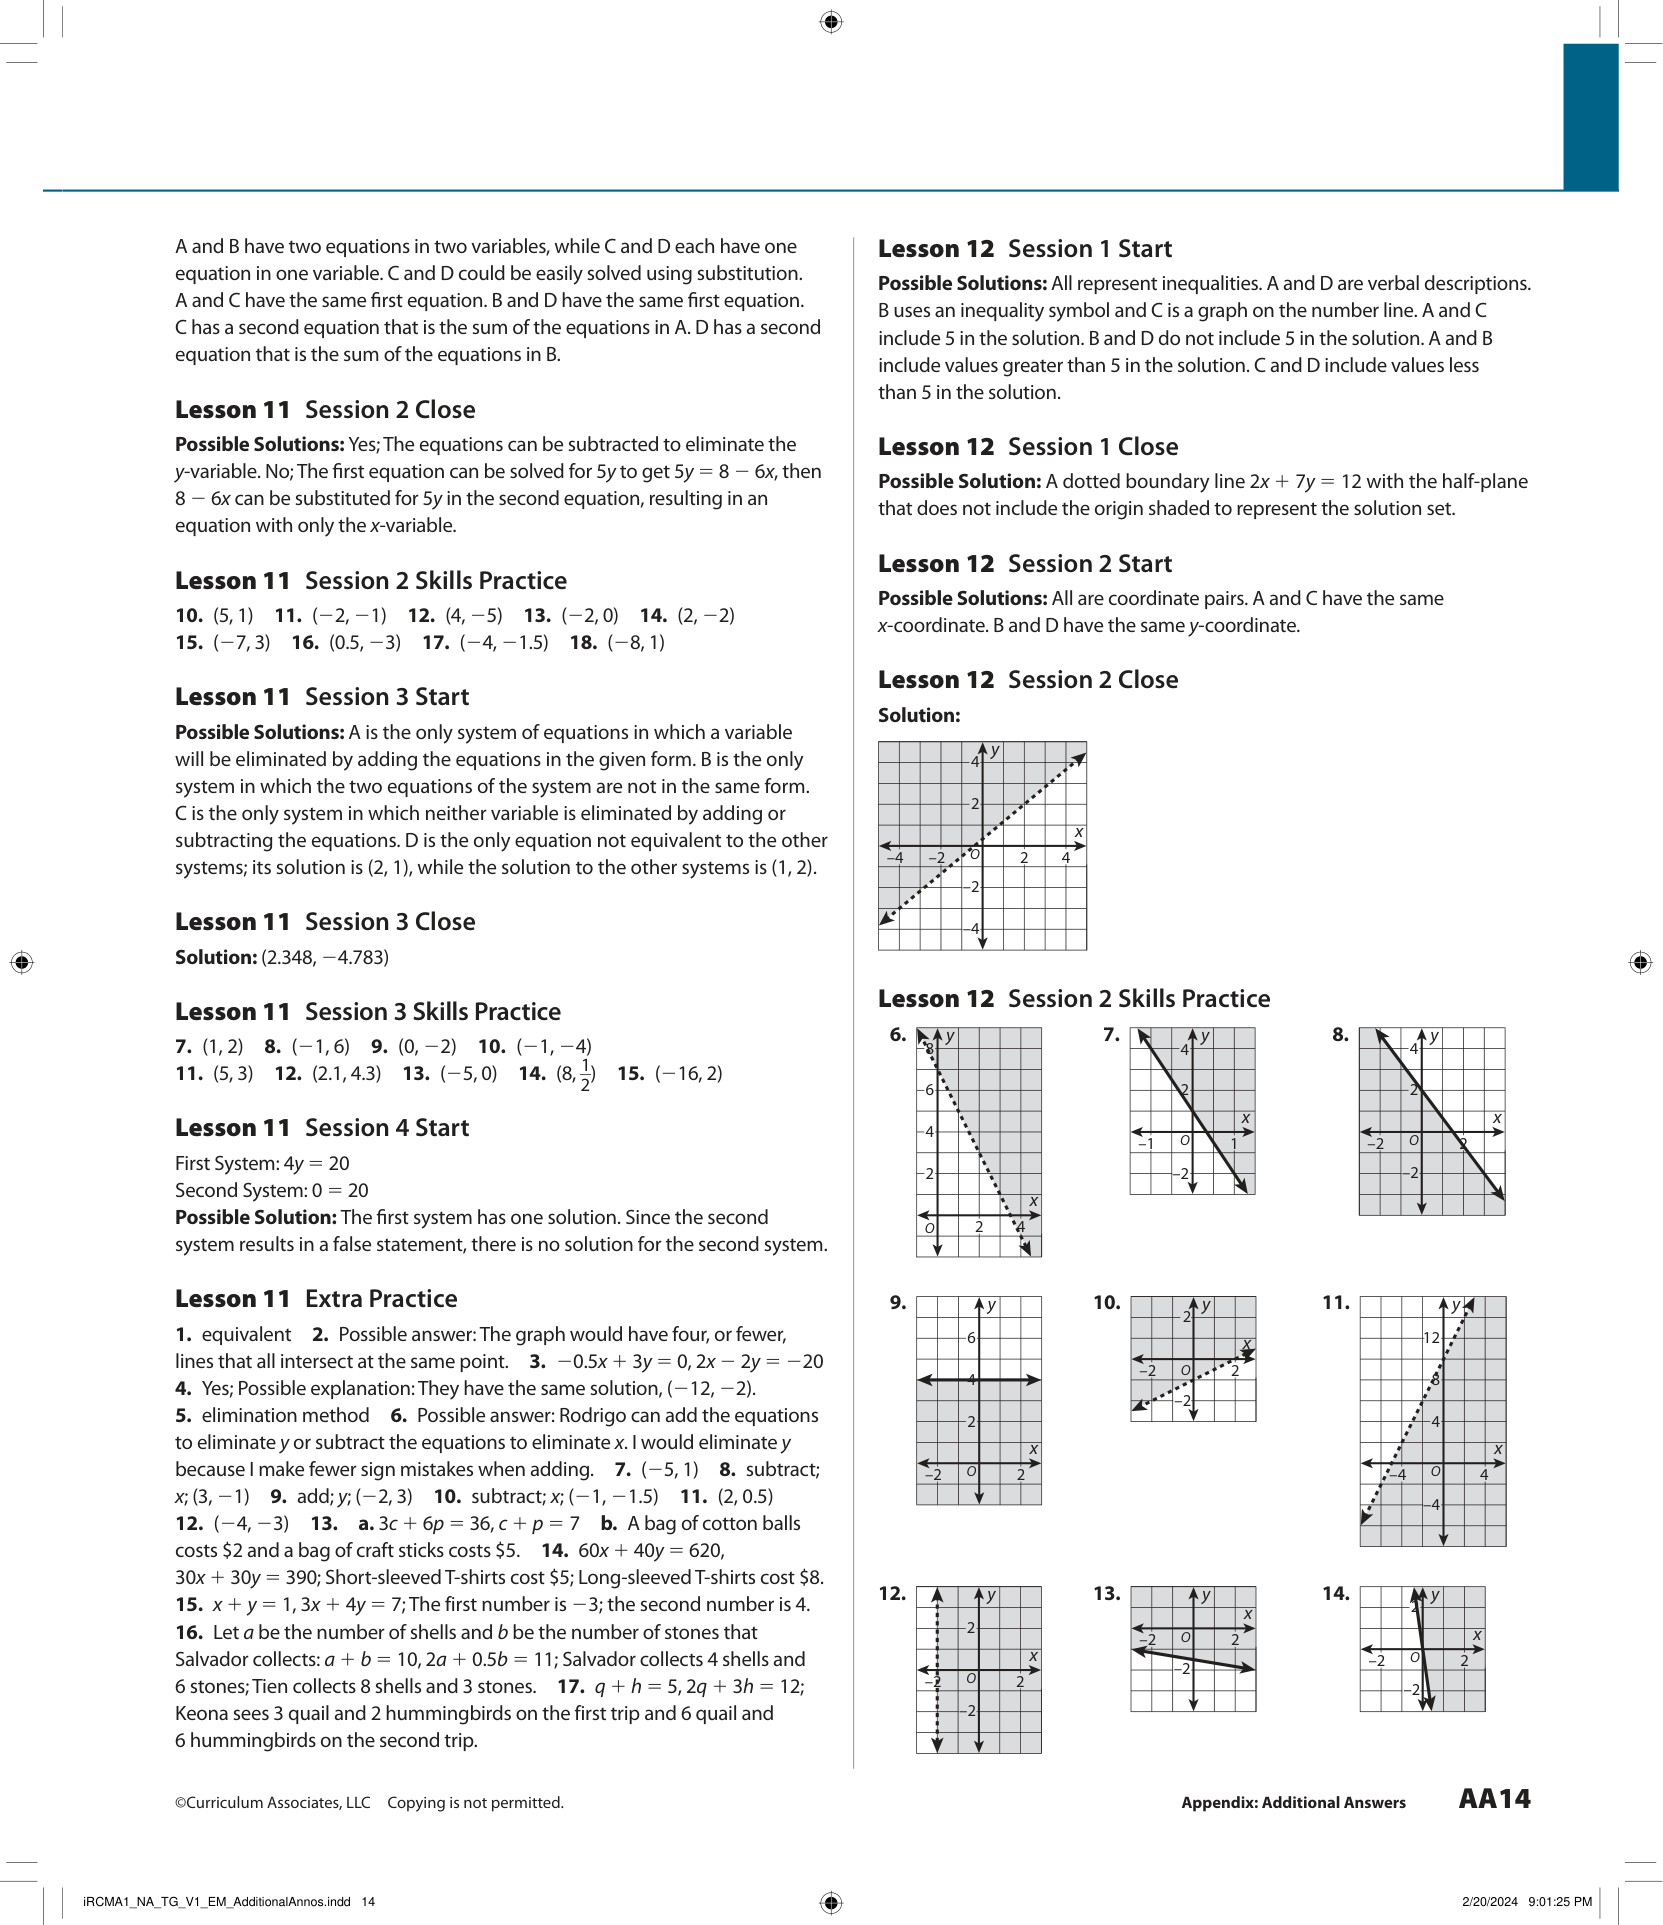 A and B have two equations in two variables, while C and D each have one
equation in one variable. C and D could be easily solved using substitution.
A and C have the same first equation. B and D have the same first equation.
C has a second equation that is the sum of the equations in A. D has a second
equation that is the sum of the equations in B.
Lesson 11 Session 2 Close
Possible Solutions: Yes; The equations can be subtracted to eliminate the
y-variable. No; The first equation can be solved for 5y to get 5y = 8 − 6x, then
8 − 6x can be substituted for 5y in the second equation, resulting in an
equation with only the x-variable.
Lesson 11 Session 2 Skills Practice
10. (5, 1) 11. (−2, −1) 12. (4, −5) 13. (−2, 0) 14. (2, −2)
15. (−7, 3) 16. (0.5, −3) 17. (−4, −1.5) 18. (−8, 1)
Lesson 11 Session 3 Start
Possible Solutions: A is the only system of equations in which a variable
will be eliminated by adding the equations in the given form. B is the only
system in which the two equations of the system are not in the same form.
C is the only system in which neither variable is eliminated by adding or
subtracting the equations. D is the only equation not equivalent to the other
systems; its solution is (2, 1), while the solution to the other systems is (1, 2).
Lesson 11 Session 3 Close
Solution: (2.348, −4.783)
Lesson 11 Session 3 Skills Practice
7. (1, 2) 8. (−1, 6) 9. (0, −2) 10. (−1, −4)
11. (5, 3) 12. (2.1, 4.3) 13. (−5, 0) 14. (8, 1/2) 15. (−16, 2)
Lesson 11 Session 4 Start
First System: 4y = 20
Second System: 0 = 20
Possible Solution: The first system has one solution. Since the second
system results in a false statement, there is no solution for the second system.
Lesson 11 Extra Practice
1. equivalent 2. Possible answer: The graph would have four, or fewer,
lines that all intersect at the same point. 3. −0.5x + 3y = 0, 2x − 2y = −20
4. Yes; Possible explanation: They have the same solution, (−12, −2).
5. elimination method 6. Possible answer: Rodrigo can add the equations
to eliminate y or subtract the equations to eliminate x. I would eliminate y
because I make fewer sign mistakes when adding. 7. (−5, 1) 8. subtract;
x; (3, −1) 9. add; y; (−2, 3) 10. subtract; x; (−1, −1.5) 11. (2, 0.5)
12. (−4, −3) 13. a. 3c + 6p = 36, c + p = 7 b. A bag of cotton balls
costs $2 and a bag of craft sticks costs $5. 14. 60x + 40y = 620,
30x + 30y = 390; Short-sleeved T-shirts cost $5; Long-sleeved T-shirts cost $8.
15. x + y = 1, 3x + 4y = 7; The first number is −3; the second number is 4.
16. Let a be the number of shells and b be the number of stones that
Salvador collects: a + b = 10, 2a + 0.5b = 11; Salvador collects 4 shells and
6 stones; Tien collects 8 shells and 3 stones. 17. q + h = 5, 2q + 3h = 12;
Keona sees 3 quail and 2 hummingbirds on the first trip and 6 quail and
6 hummingbirds on the second trip.
Lesson 12 Session 1 Start
Possible Solutions: All represent inequalities. A and D are verbal descriptions.
B uses an inequality symbol and C is a graph on the number line. A and C
include 5 in the solution. B and D do not include 5 in the solution. A and B
include values greater than 5 in the solution. C and D include values less
than 5 in the solution.
Lesson 12 Session 1 Close
Possible Solution: A dotted boundary line 2x + 7y = 12 with the half-plane
that does not include the origin shaded to represent the solution set.
Lesson 12 Session 2 Start
Possible Solutions: All are coordinate pairs. A and C have the same
x-coordinate. B and D have the same y-coordinate.
Lesson 12 Session 2 Close
Solution:
y
4
2
x
–4 –2 O 2 4
–2
–4
Lesson 12 Session 2 Skills Practice
6. y
8
6
4
2
x
O 2 4
7. y
4
2
x
–1 O 1
–2
8. y
4
2
x
–2 O 2
–2
9. y
6
4
2
x
–2 O 2
10. y
2
x
–2 O 2
–2
11. y
12
8
4
x
–4 O 4
–4
12. y
2
x
–2 O 2
–2
13. y
x
–2 O 2
–2
14. y
2
x
–2 O 2
–2
©Curriculum Associates, LLC Copying is not permitted.
Appendix: Additional Answers AA14
iRCMA1_NA_TG_V1_EM_AdditionalAnnos.indd 14
2/20/2024 9:01:25 PM